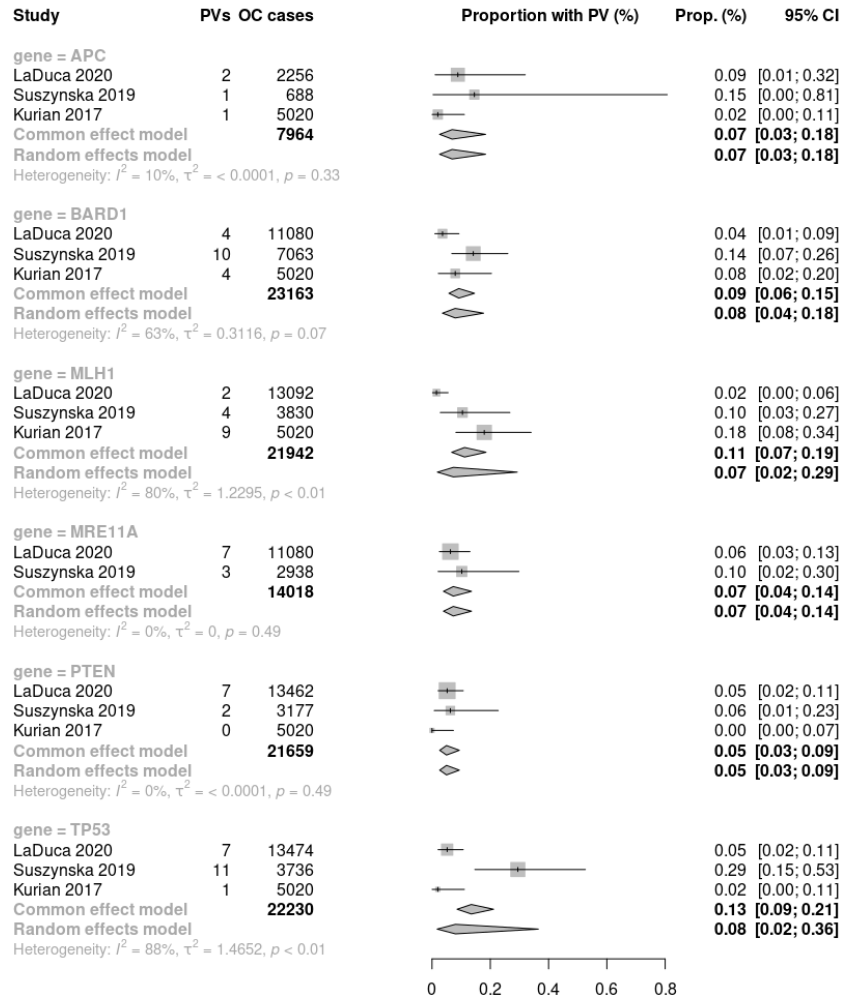 Study PVs OC cases Proportion with PV (%) Prop. (%) 95% CI
gene = APC
LaDuca 2020 2 2256 0.09 [0.01; 0.32]
Suszynska 2019 1 688 0.15 [0.00; 0.81]
Kurian 2017 1 5020 0.02 [0.00; 0.11]
Common effect model 7964 0.07 [0.03; 0.18]
Random effects model 0.07 [0.03; 0.18]
Heterogeneity: I² = 10%, τ² = < 0.0001, p = 0.33
gene = BARD1
LaDuca 2020 4 11080 0.04 [0.01; 0.09]
Suszynska 2019 10 7063 0.14 [0.07; 0.26]
Kurian 2017 4 5020 0.08 [0.02; 0.20]
Common effect model 23163 0.09 [0.06; 0.15]
Random effects model 0.08 [0.04; 0.18]
Heterogeneity: I² = 63%, τ² = 0.3116, p = 0.07
gene = MLH1
LaDuca 2020 2 13092 0.02 [0.00; 0.06]
Suszynska 2019 4 3830 0.10 [0.03; 0.27]
Kurian 2017 9 5020 0.18 [0.08; 0.34]
Common effect model 21942 0.11 [0.07; 0.19]
Random effects model 0.07 [0.02; 0.29]
Heterogeneity: I² = 80%, τ² = 1.2295, p < 0.01
gene = MRE11A
LaDuca 2020 7 11080 0.06 [0.03; 0.13]
Suszynska 2019 3 2938 0.10 [0.02; 0.30]
Common effect model 14018 0.07 [0.04; 0.14]
Random effects model 0.07 [0.04; 0.14]
Heterogeneity: I² = 0%, τ² = 0, p = 0.49
gene = PTEN
LaDuca 2020 7 13462 0.05 [0.02; 0.11]
Suszynska 2019 2 3177 0.06 [0.01; 0.23]
Kurian 2017 0 5020 0.00 [0.00; 0.07]
Common effect model 21659 0.05 [0.03; 0.09]
Random effects model 0.05 [0.03; 0.09]
Heterogeneity: I² = 0%, τ² = < 0.0001, p = 0.49
gene = TP53
LaDuca 2020 7 13474 0.05 [0.02; 0.11]
Suszynska 2019 11 3736 0.29 [0.15; 0.53]
Kurian 2017 1 5020 0.02 [0.00; 0.11]
Common effect model 22230 0.13 [0.09; 0.21]
Random effects model 0.08 [0.02; 0.36]
Heterogeneity: I² = 88%, τ² = 1.4652, p < 0.01
0 0.2 0.4 0.6 0.8